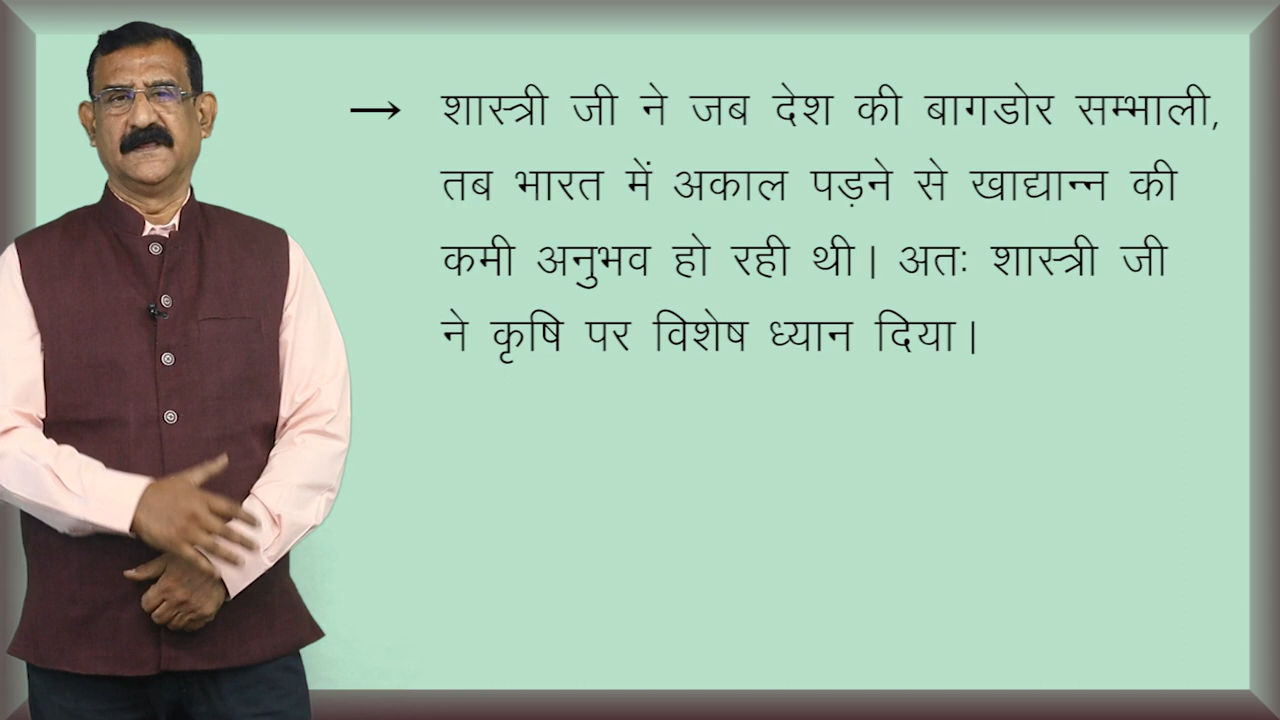 → शास्त्री जी ने जब देश की बागडोर सम्भाली,
तब भारत में अकाल पड़ने से खाद्यान्न की
कमी अनुभव हो रही थी। अतः शास्त्री जी
ने कृषि पर विशेष ध्यान दिया।